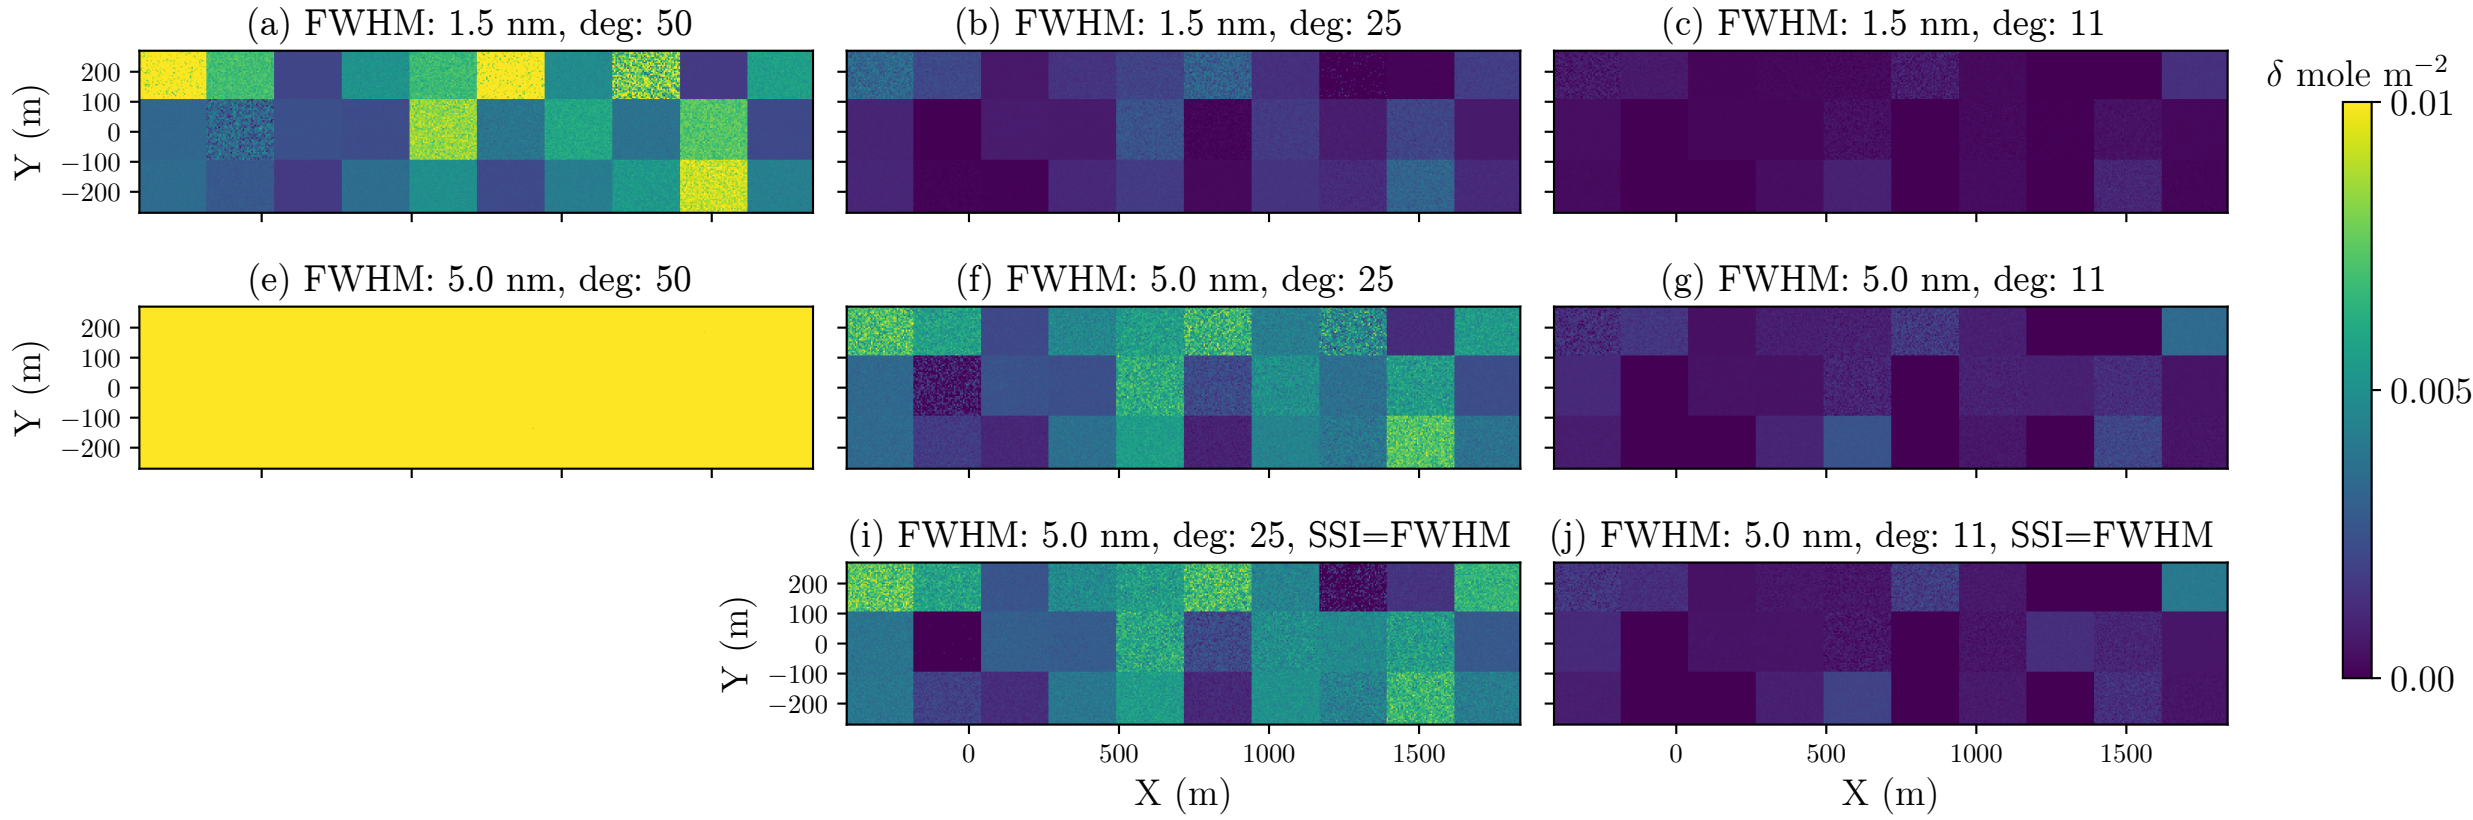 (a) FWHM: 1.5 nm, deg: 50
(b) FWHM: 1.5 nm, deg: 25
(c) FWHM: 1.5 nm, deg: 11
δ mole m⁻²
Y (m)
200
100
0
−100
−200
0.01
0.005
0.00
(e) FWHM: 5.0 nm, deg: 50
(f) FWHM: 5.0 nm, deg: 25
(g) FWHM: 5.0 nm, deg: 11
Y (m)
200
100
0
−100
−200
(i) FWHM: 5.0 nm, deg: 25, SSI=FWHM
(j) FWHM: 5.0 nm, deg: 11, SSI=FWHM
Y (m)
200
100
0
−100
−200
0 500 1000 1500
0 500 1000 1500
X (m)
X (m)